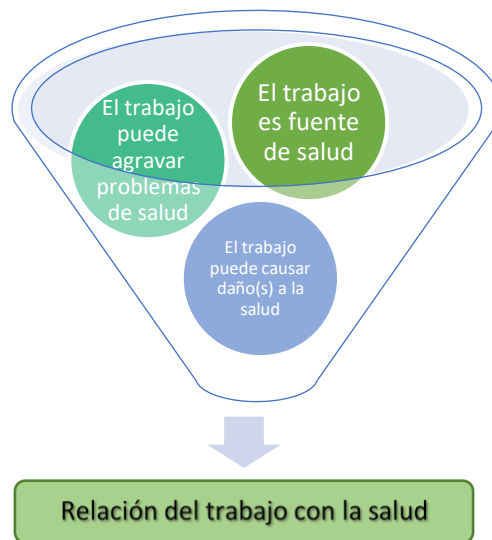 El trabajo
puede
agravar
problemas
de salud
El trabajo
es fuente
de salud
El trabajo
puede causar
daño(s) a la
salud
Relación del trabajo con la salud